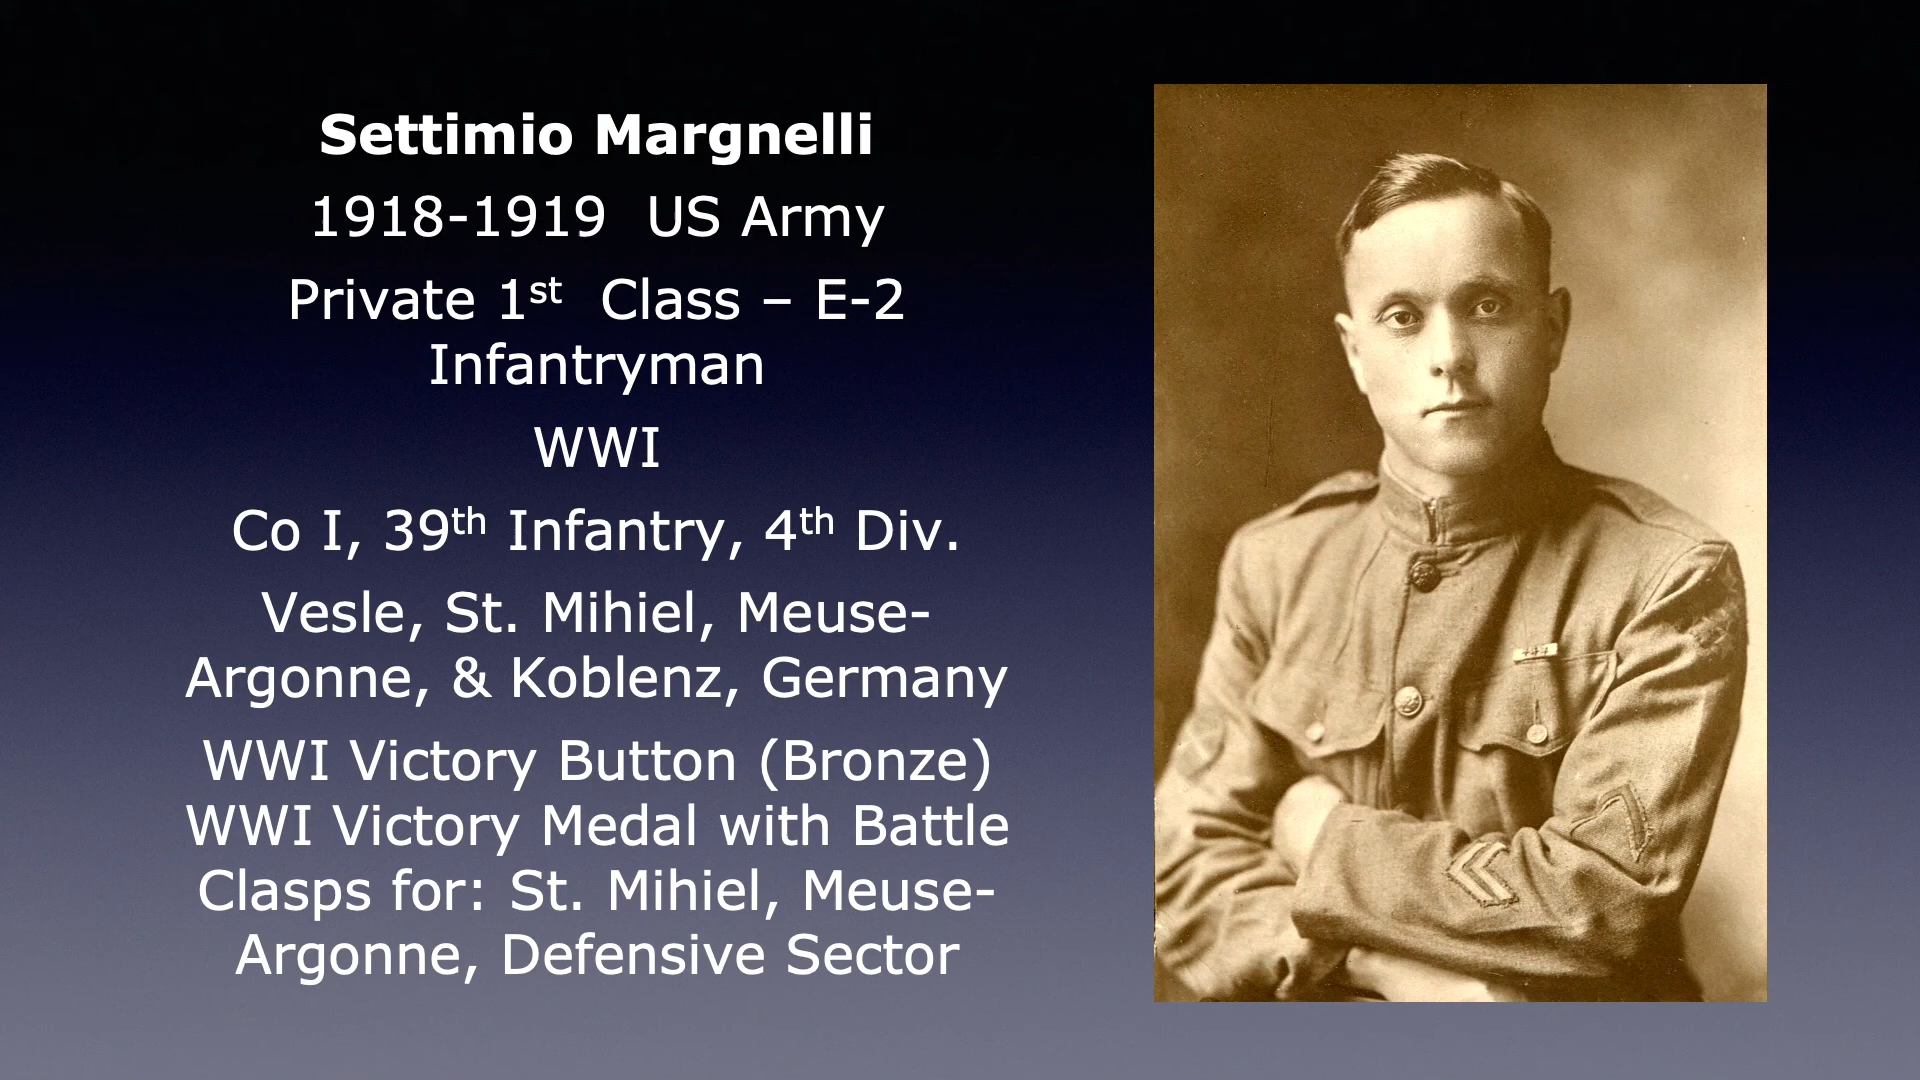 Settimio Margnelli
1918-1919 US Army
Private 1st Class – E-2
Infantryman
WWI
Co I, 39th Infantry, 4th Div.
Vesle, St. Mihiel, Meuse-
Argonne, & Koblenz, Germany
WWI Victory Button (Bronze)
WWI Victory Medal with Battle
Clasps for: St. Mihiel, Meuse-
Argonne, Defensive Sector